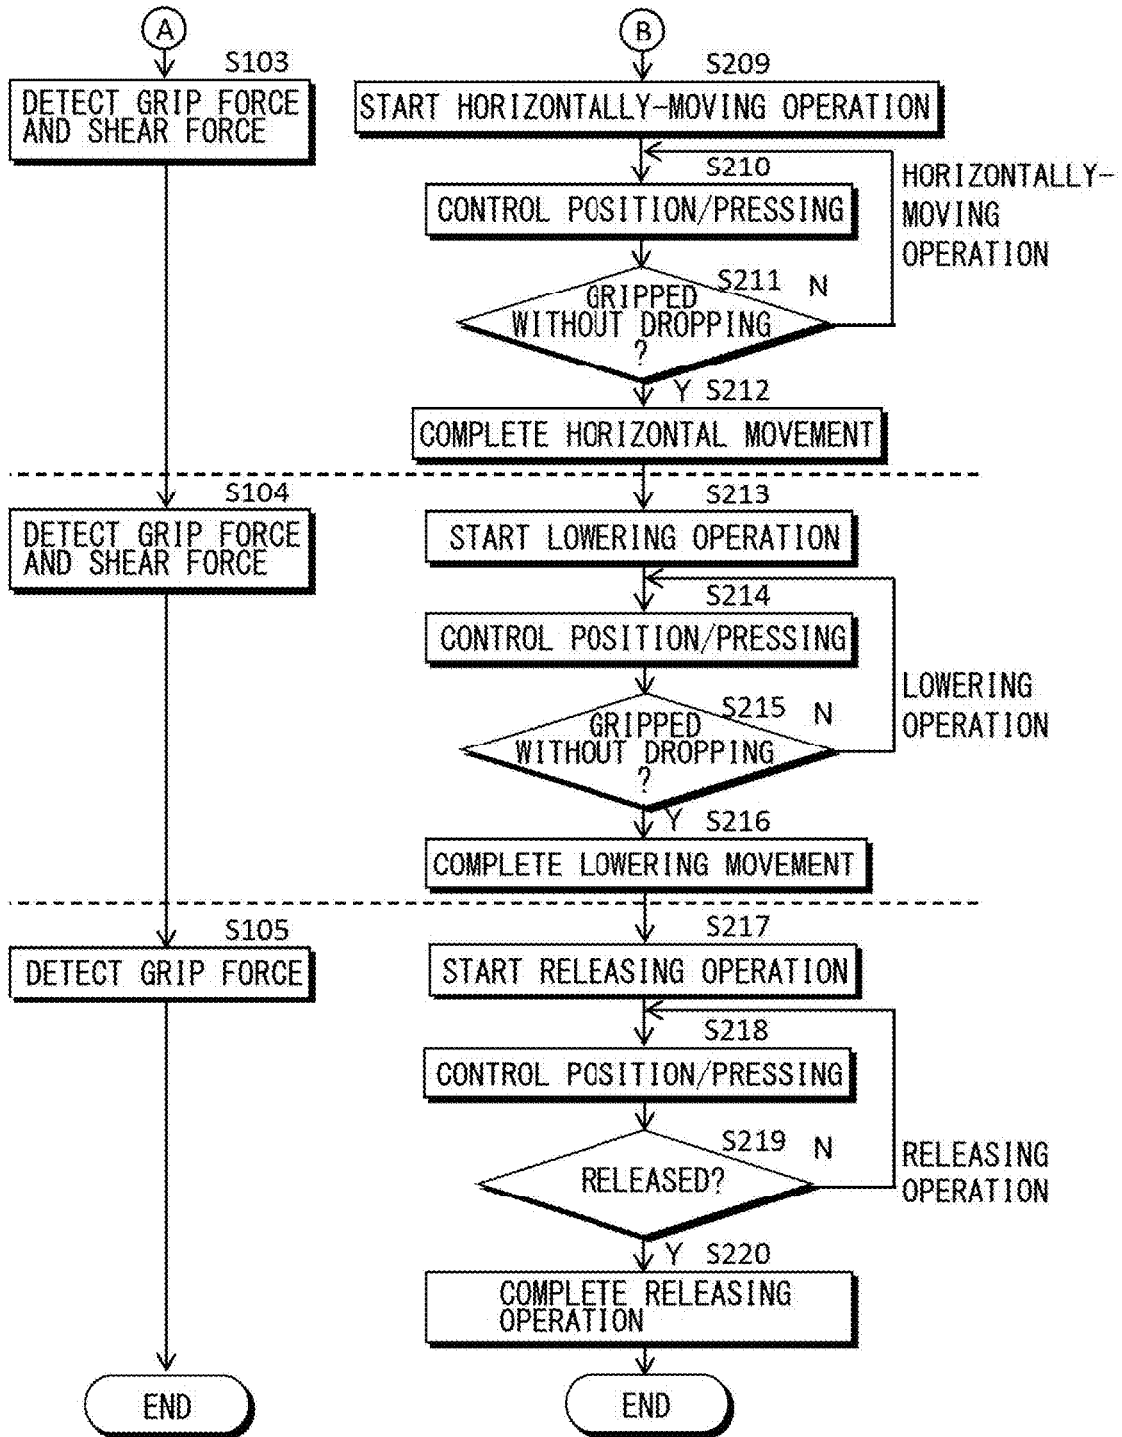 A
S103
DETECT GRIP FORCE
AND SHEAR FORCE
B
S209
START HORIZONTALLY-MOVING OPERATION
S210
CONTROL POSITION/PRESSING
HORIZONTALLY-
MOVING
OPERATION
S211
N
GRIPPED
WITHOUT DROPPING
?
Y
S212
COMPLETE HORIZONTAL MOVEMENT
S104
DETECT GRIP FORCE
AND SHEAR FORCE
S213
START LOWERING OPERATION
S214
CONTROL POSITION/PRESSING
LOWERING
OPERATION
S215
N
GRIPPED
WITHOUT DROPPING
?
Y
S216
COMPLETE LOWERING MOVEMENT
S105
DETECT GRIP FORCE
S217
START RELEASING OPERATION
S218
CONTROL POSITION/PRESSING
S219
N
RELEASED?
RELEASING
OPERATION
Y
S220
COMPLETE RELEASING
OPERATION
END
END